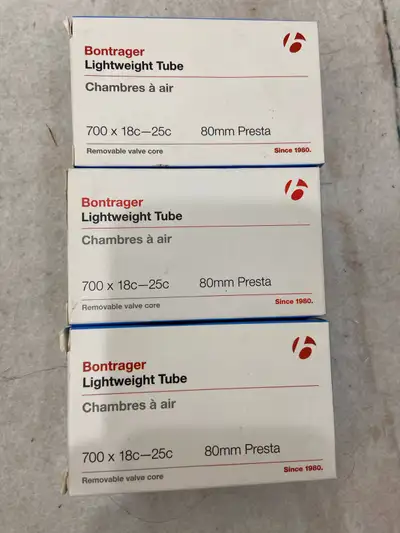 Bontrager
Lightweight Tube
Chambres à air
700 x 18c—25c 80mm Presta
Removable valve core Since 1980.
Bontrager
Lightweight Tube
Chambres à air
700 x 18c—25c 80mm Presta
Removable valve core Since 1980.
Bontrager
Lightweight Tube
Chambres à air
700 x 18c—25c 80mm Presta
Removable valve core Since 1980.